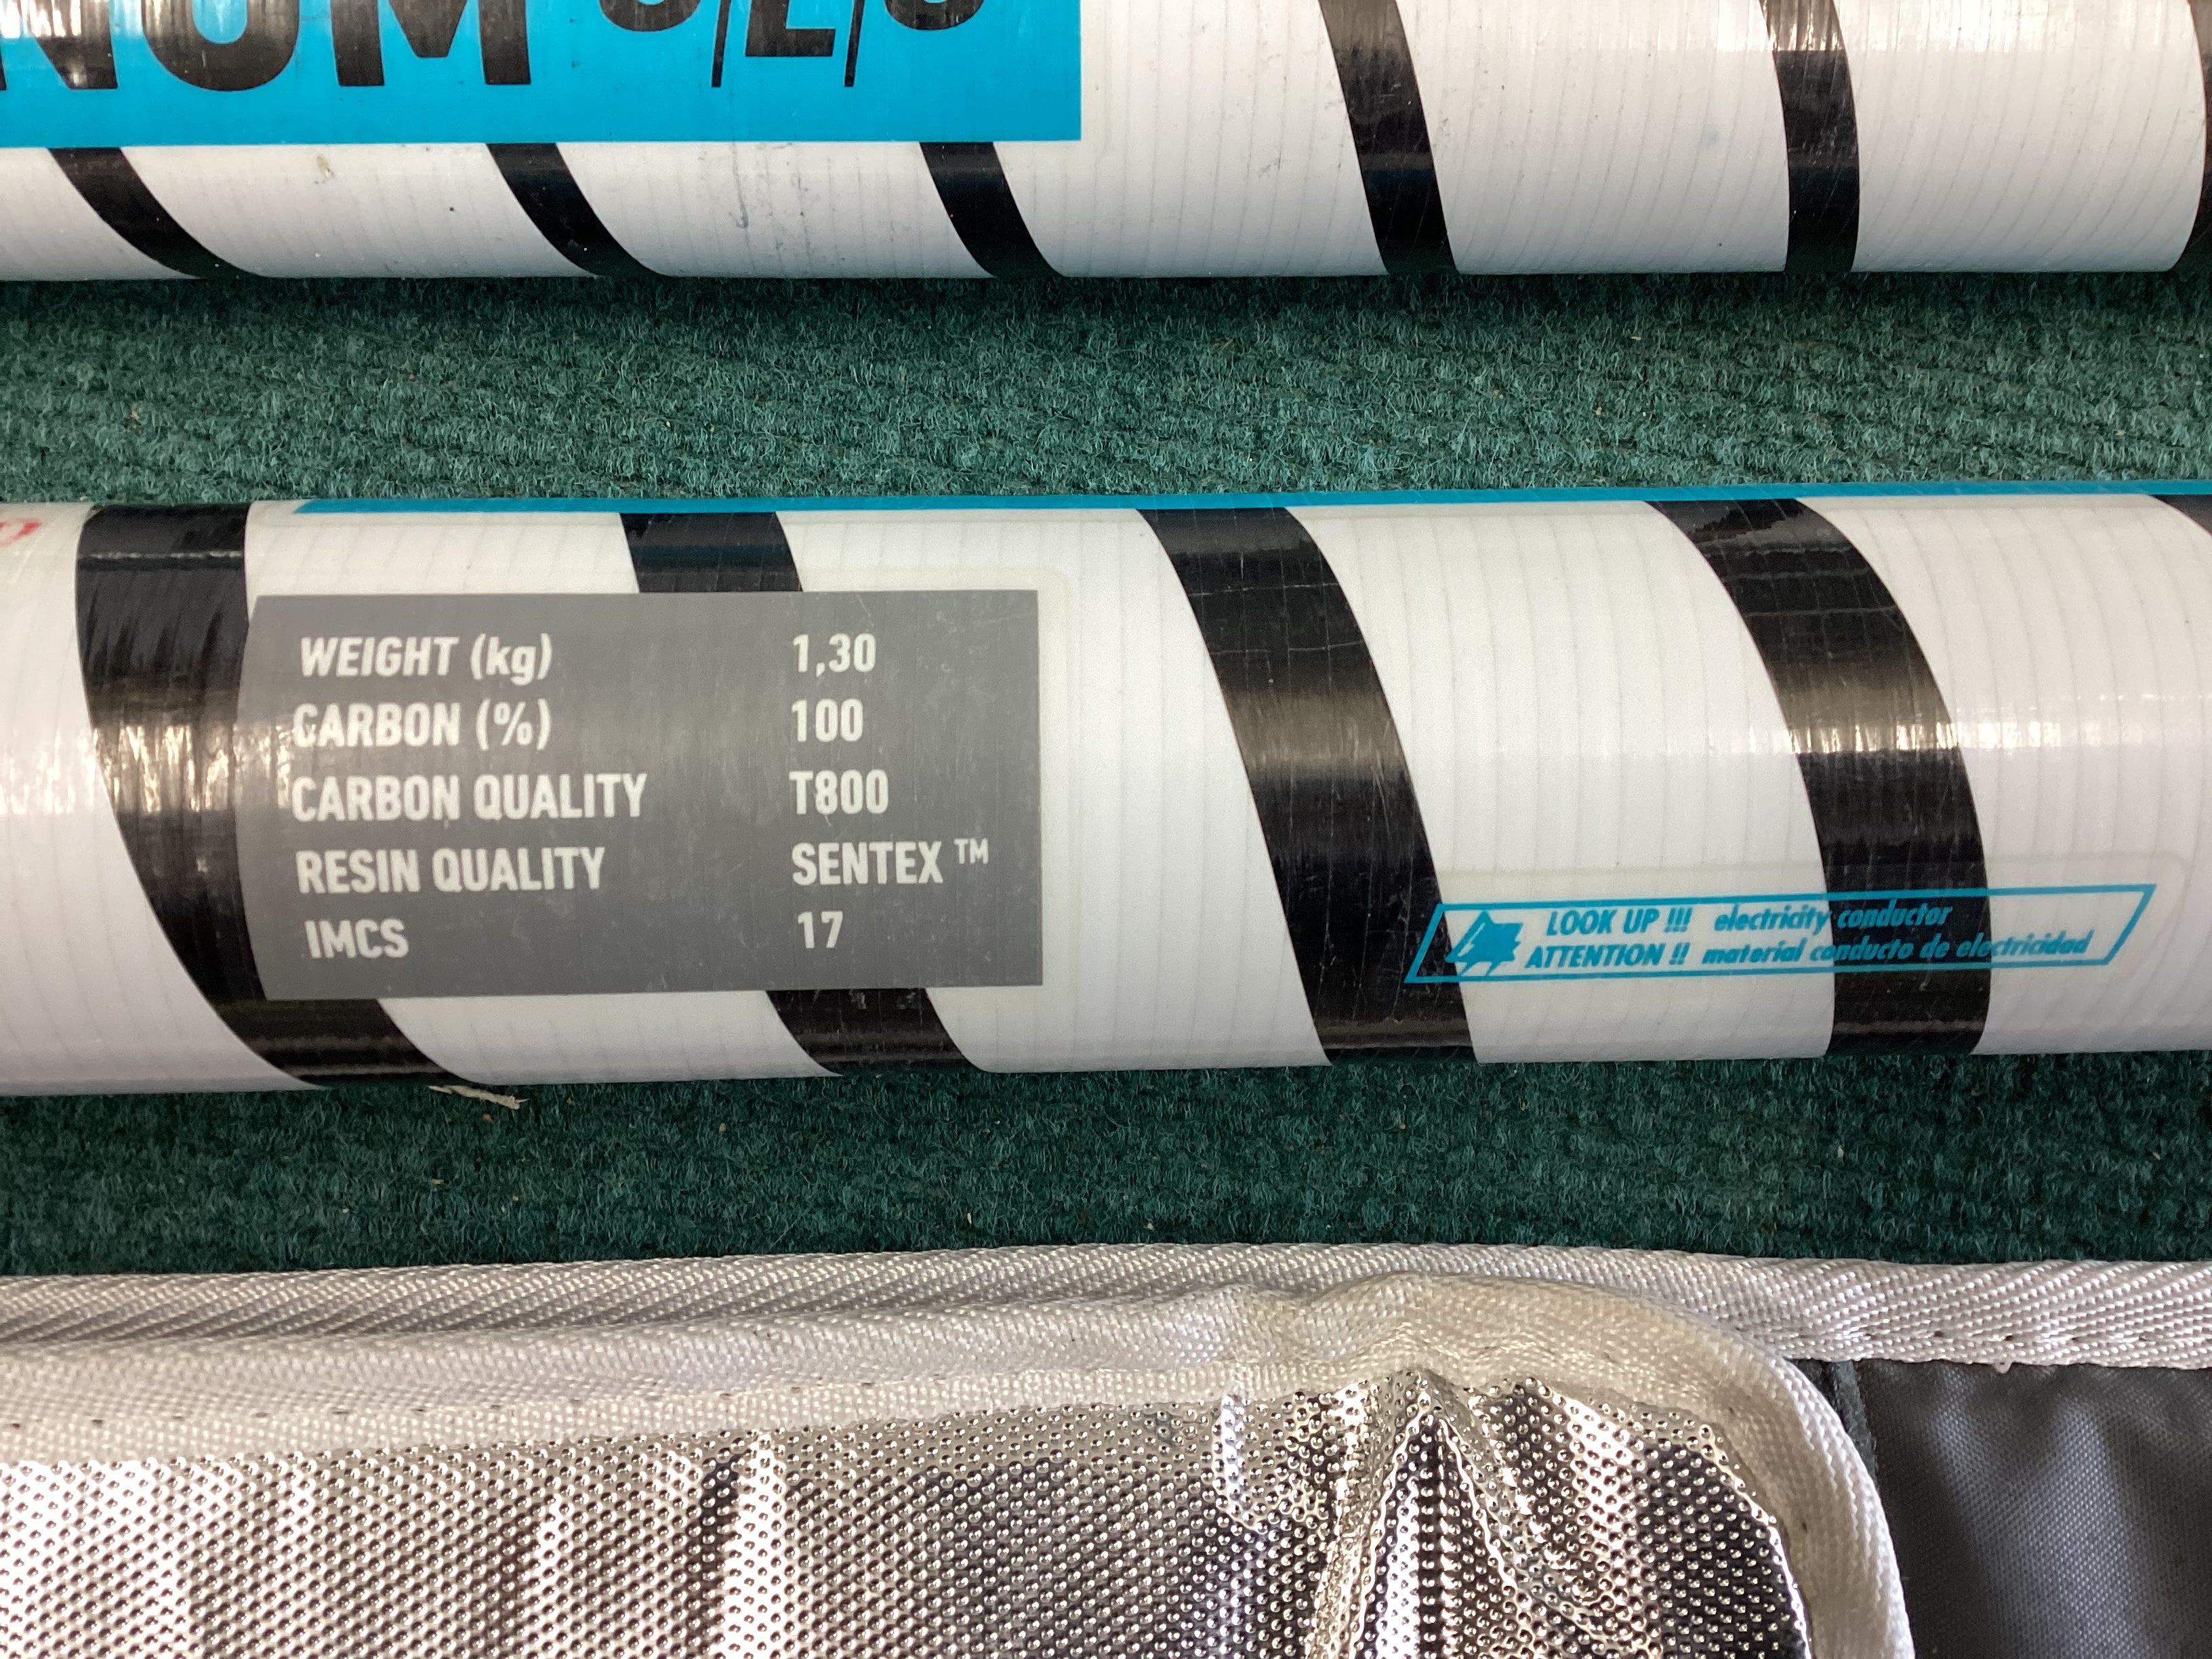 WEIGHT (kg) 1,30
CARBON (%) 100
CARBON QUALITY T800
RESIN QUALITY SENTEX ™
IMCS 17
LOOK UP !!! electricity conductor
ATTENTION !! material conducto de electricidad